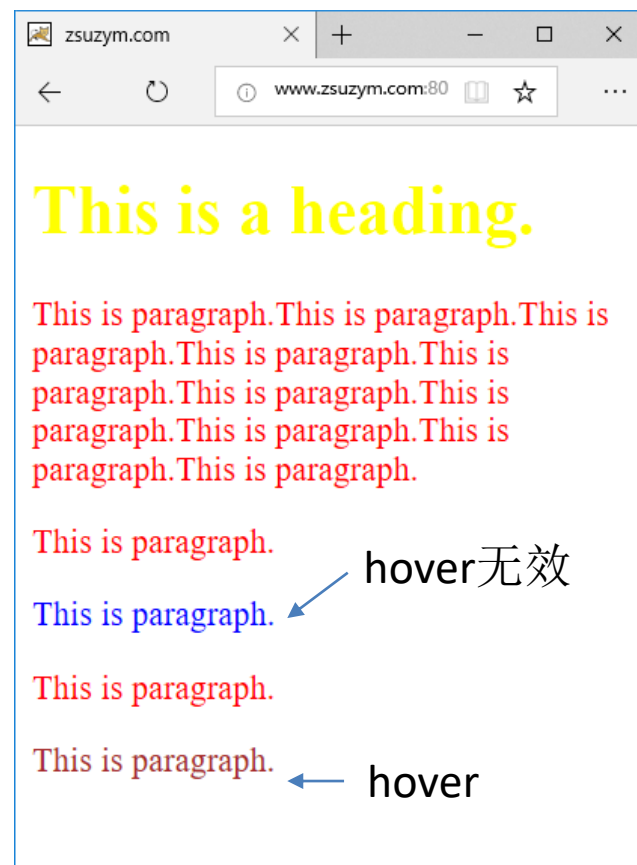 zsuzym.com
www.zsuzym.com:80
This is a heading.
This is paragraph.This is paragraph.This is
paragraph.This is paragraph.This is
paragraph.This is paragraph.This is
paragraph.This is paragraph.This is
paragraph.This is paragraph.
This is paragraph.
hover无效
This is paragraph.
This is paragraph.
This is paragraph.
hover